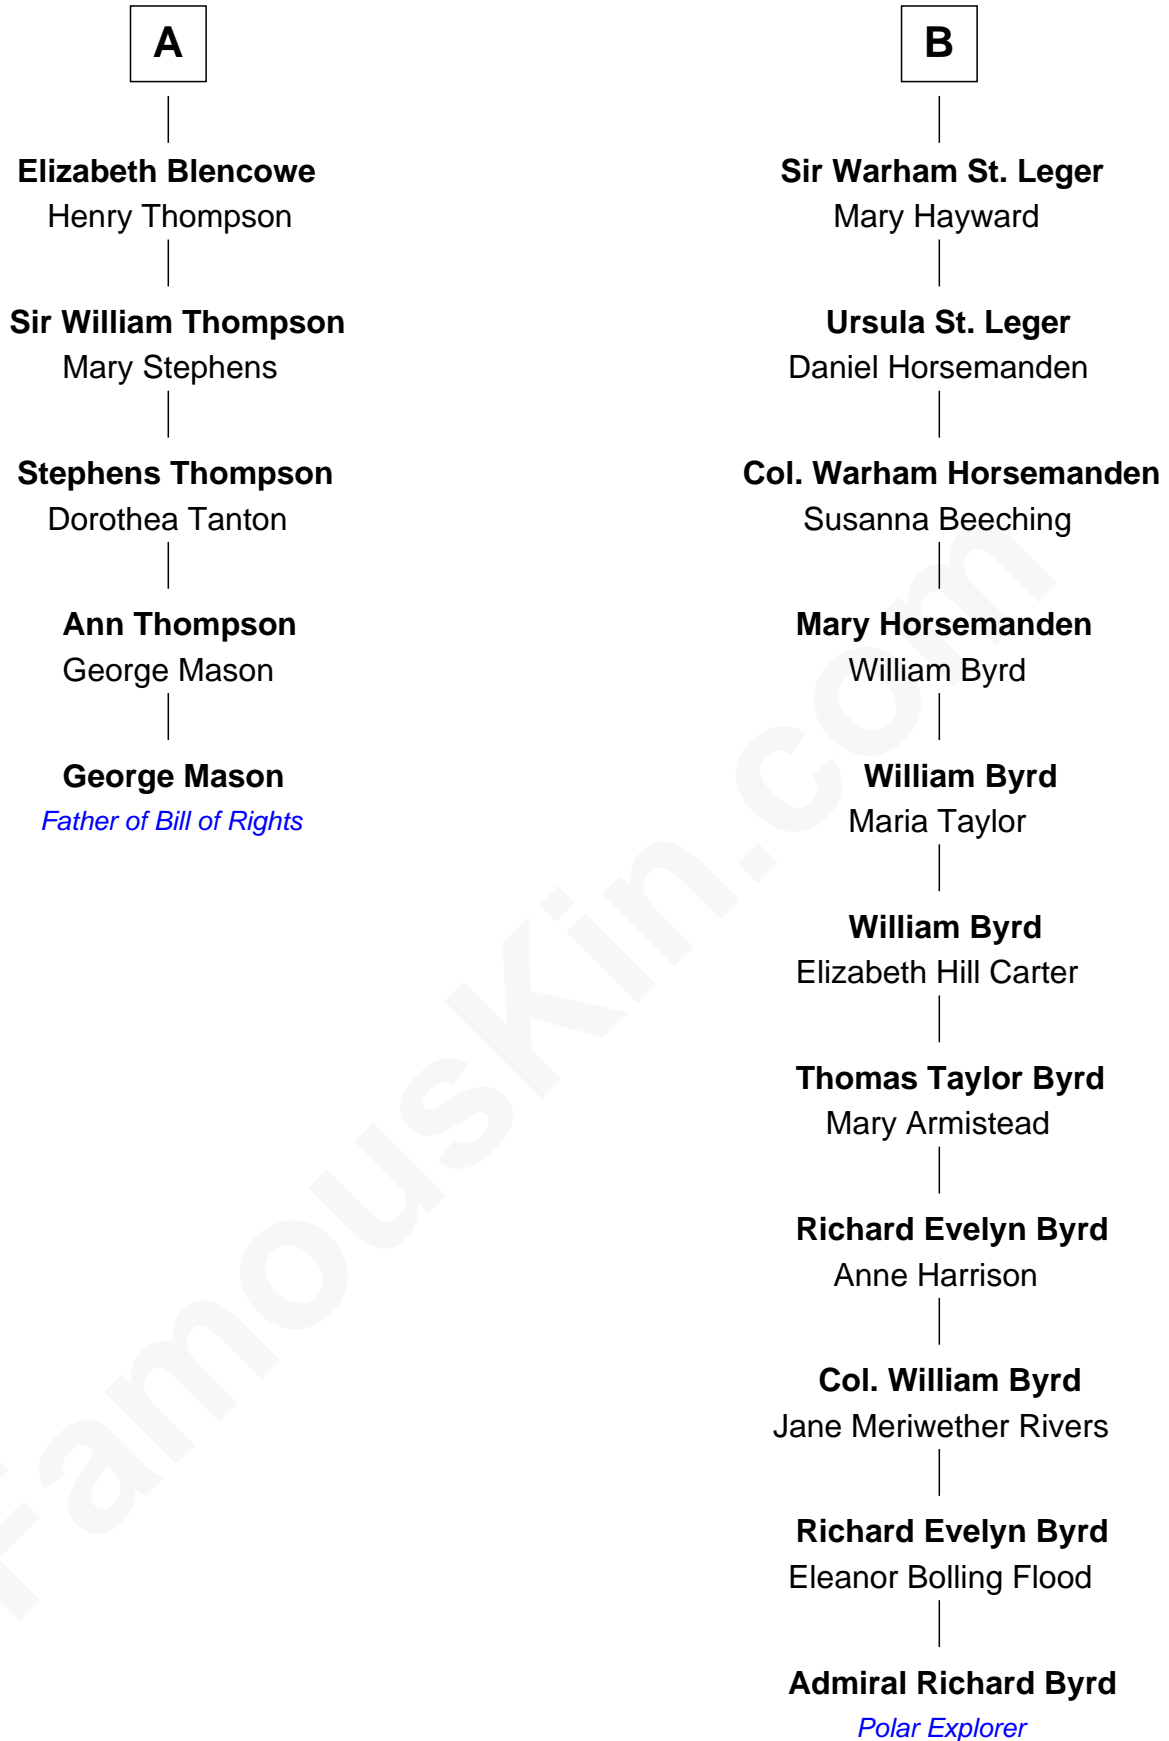 A
Elizabeth Blencowe
Henry Thompson
Sir William Thompson
Mary Stephens
Stephens Thompson
Dorothea Tanton
Ann Thompson
George Mason
George Mason
Father of Bill of Rights
B
Sir Warham St. Leger
Mary Hayward
Ursula St. Leger
Daniel Horsemanden
Col. Warham Horsemanden
Susanna Beeching
Mary Horsemanden
William Byrd
William Byrd
Maria Taylor
William Byrd
Elizabeth Hill Carter
Thomas Taylor Byrd
Mary Armistead
Richard Evelyn Byrd
Anne Harrison
Col. William Byrd
Jane Meriwether Rivers
Richard Evelyn Byrd
Eleanor Bolling Flood
Admiral Richard Byrd
Polar Explorer
FamousKin.com